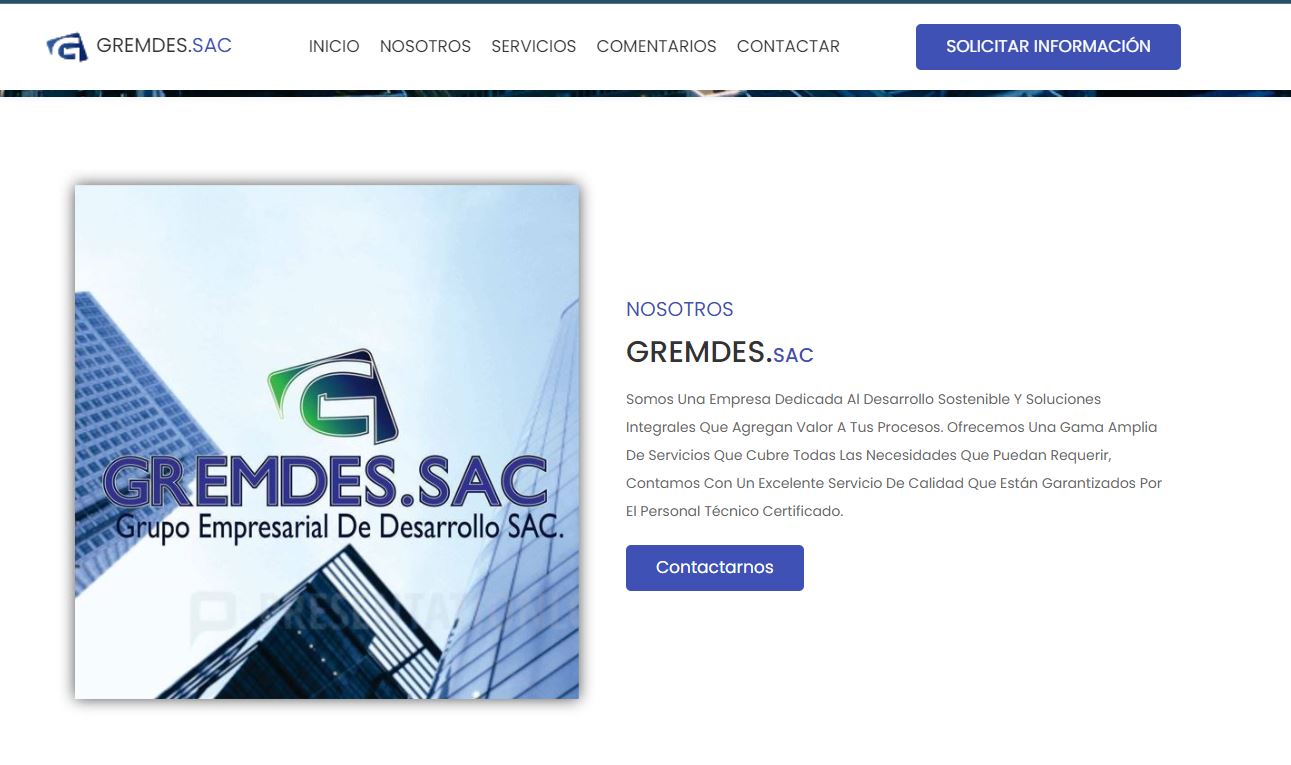 GREMDES.SAC
INICIO NOSOTROS SERVICIOS COMENTARIOS CONTACTAR
SOLICITAR INFORMACIÓN
GREMDES.SAC
Grupo Empresarial De Desarrollo SAC.
NOSOTROS
GREMDES.SAC
Somos Una Empresa Dedicada Al Desarrollo Sostenible Y Soluciones
Integrales Que Agregan Valor A Tus Procesos. Ofrecemos Una Gama Amplia
De Servicios Que Cubre Todas Las Necesidades Que Puedan Requerir,
Contamos Con Un Excelente Servicio De Calidad Que Están Garantizados Por
El Personal Técnico Certificado.
Contactarnos